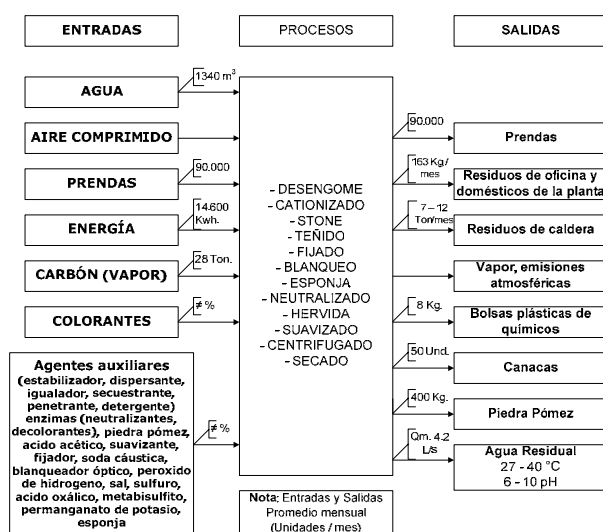 ENTRADAS
PROCESOS
SALIDAS
AGUA
1340 m³
AIRE COMPRIMIDO
PRENDAS
90.000
ENERGÍA
14.600
Kwh.
CARBÓN (VAPOR)
28 Ton.
COLORANTES
≠ %
Agentes auxiliares
(estabilizador, dispersante,
igualador, secuestrante,
penetrante, detergente)
enzimas (neutralizantes,
decolorantes), piedra pómez,
acido acético, suavizante,
fijador, soda cáustica,
blanqueador óptico, peroxido
de hidrogeno, sal, sulfuro,
acido oxálico, metabisulfito,
permanganato de potasio,
esponja
≠ %
- DESENGOME
- CATIONIZADO
- STONE
- TEÑIDO
- FIJADO
- BLANQUEO
- ESPONJA
- NEUTRALIZADO
- HERVIDA
- SUAVIZADO
- CENTRIFUGADO
- SECADO
90.000
Prendas
163 Kg/
mes
Residuos de oficina y
domésticos de la planta
7 – 12
Ton/mes
Residuos de caldera
Vapor, emisiones
atmosféricas
8 Kg.
Bolsas plásticas de
químicos
50 Und.
Canacas
400 Kg.
Piedra Pómez
Qm. 4.2
L/s
Agua Residual
27 - 40 °C
6 - 10 pH
Nota: Entradas y Salidas
Promedio mensual
(Unidades / mes)